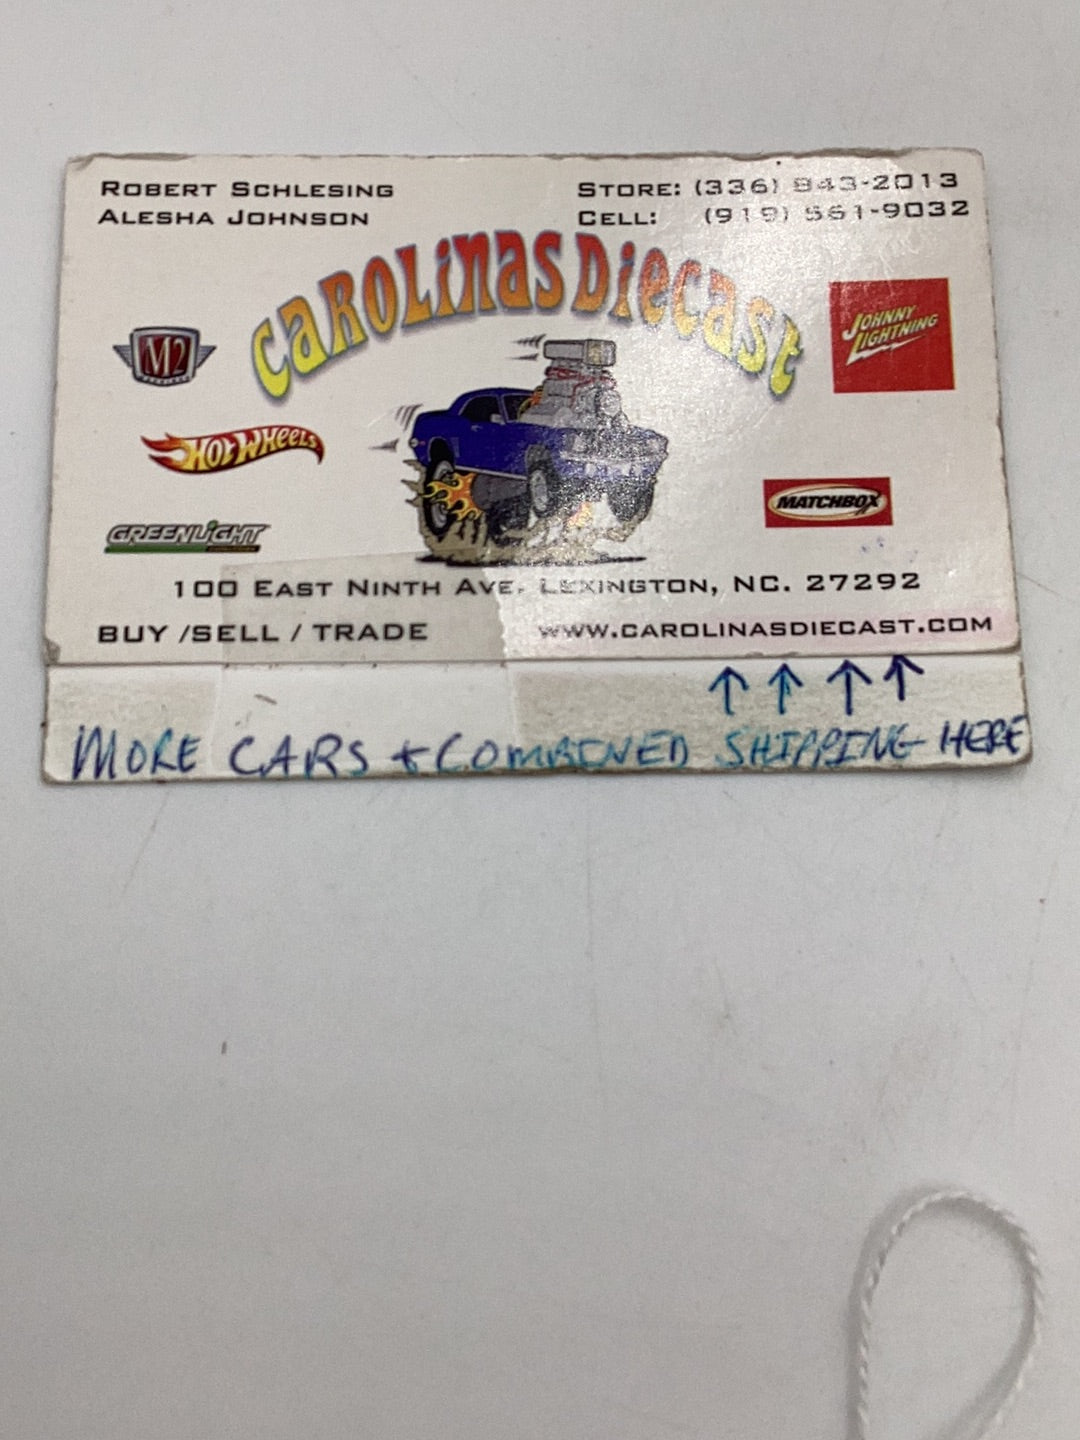 ROBERT SCHLESING
ALESHA JOHNSON
STORE: (336) 843-2013
CELL: (919) 561-9032
CAROLINAS DIECAST
M2
JOHNNY LIGHTNING
HOT WHEELS
MATCHBOX
GREENLIGHT
100 EAST NINTH AVE. LEXINGTON, NC. 27292
BUY /SELL / TRADE
WWW.CAROLINASDIECAST.COM
↑ ↑ ↑ ↑
MORE CARS + COMBINED SHIPPING HERE